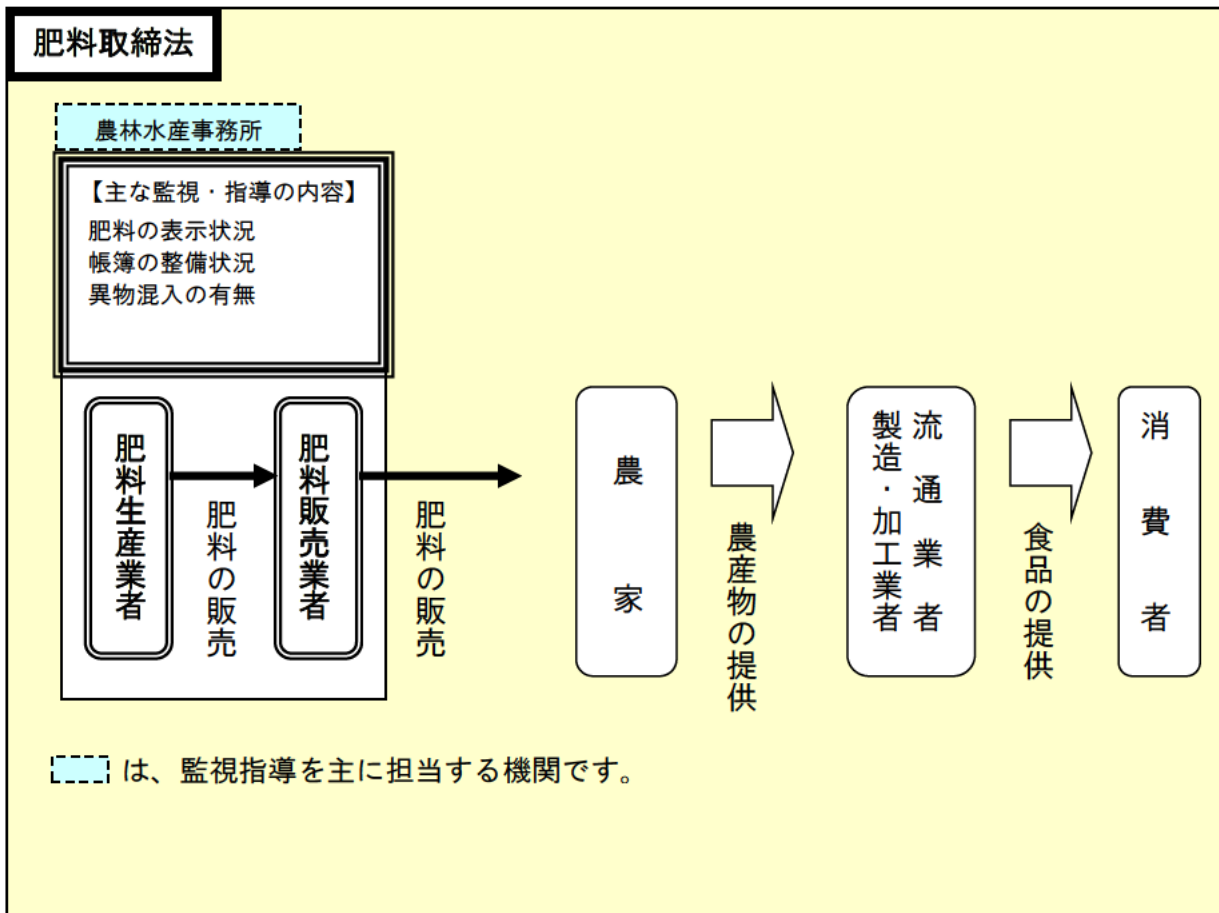 肥料取締法
農林水産事務所
【主な監視・指導の内容】
肥料の表示状況
帳簿の整備状況
異物混入の有無
肥料生産業者
肥料の販売
肥料販売業者
肥料の販売
農家
農産物の提供
流通業者
製造・加工業者
食品の提供
消費者
は、監視指導を主に担当する機関です。